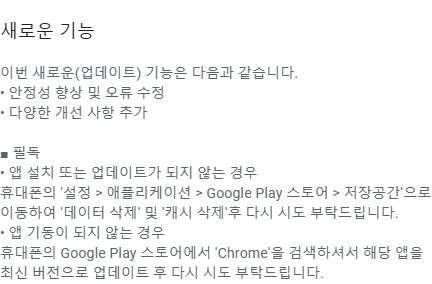 새로운 기능
이번 새로운(업데이트) 기능은 다음과 같습니다.
• 안정성 향상 및 오류 수정
• 다양한 개선 사항 추가
■ 필독
• 앱 설치 또는 업데이트가 되지 않는 경우
휴대폰의 '설정 > 애플리케이션 > Google Play 스토어 > 저장공간'으로
이동하여 '데이터 삭제' 및 '캐시 삭제'후 다시 시도 부탁드립니다.
• 앱 기동이 되지 않는 경우
휴대폰의 Google Play 스토어에서 'Chrome'을 검색하셔서 해당 앱을
최신 버전으로 업데이트 후 다시 시도 부탁드립니다.